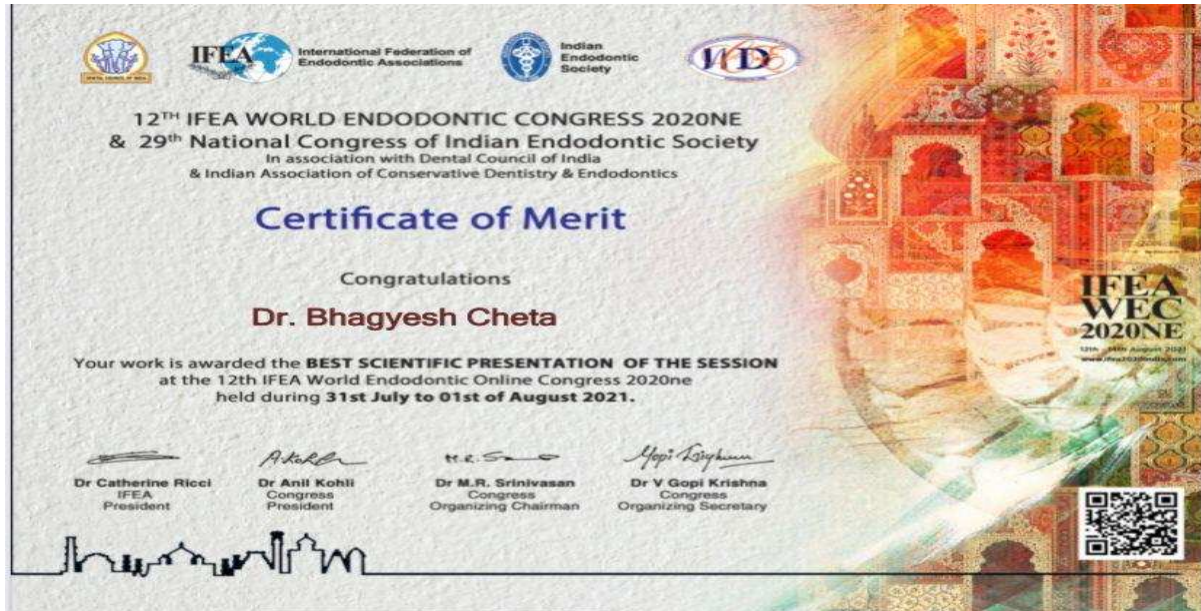 DENTAL COUNCIL OF INDIA
IFEA
International Federation of
Endodontic Associations
Indian
Endodontic
Society
12TH IFEA WORLD ENDODONTIC CONGRESS 2020NE
& 29th National Congress of Indian Endodontic Society
In association with Dental Council of India
& Indian Association of Conservative Dentistry & Endodontics
Certificate of Merit
Congratulations
Dr. Bhagyesh Cheta
Your work is awarded the BEST SCIENTIFIC PRESENTATION OF THE SESSION
at the 12th IFEA World Endodontic Online Congress 2020ne
held during 31st July to 01st of August 2021.
Dr Catherine Ricci
IFEA
President
Dr Anil Kohli
Congress
President
Dr M.R. Srinivasan
Congress
Organizing Chairman
Dr V Gopi Krishna
Congress
Organizing Secretary
IFEA
WEC
2020NE